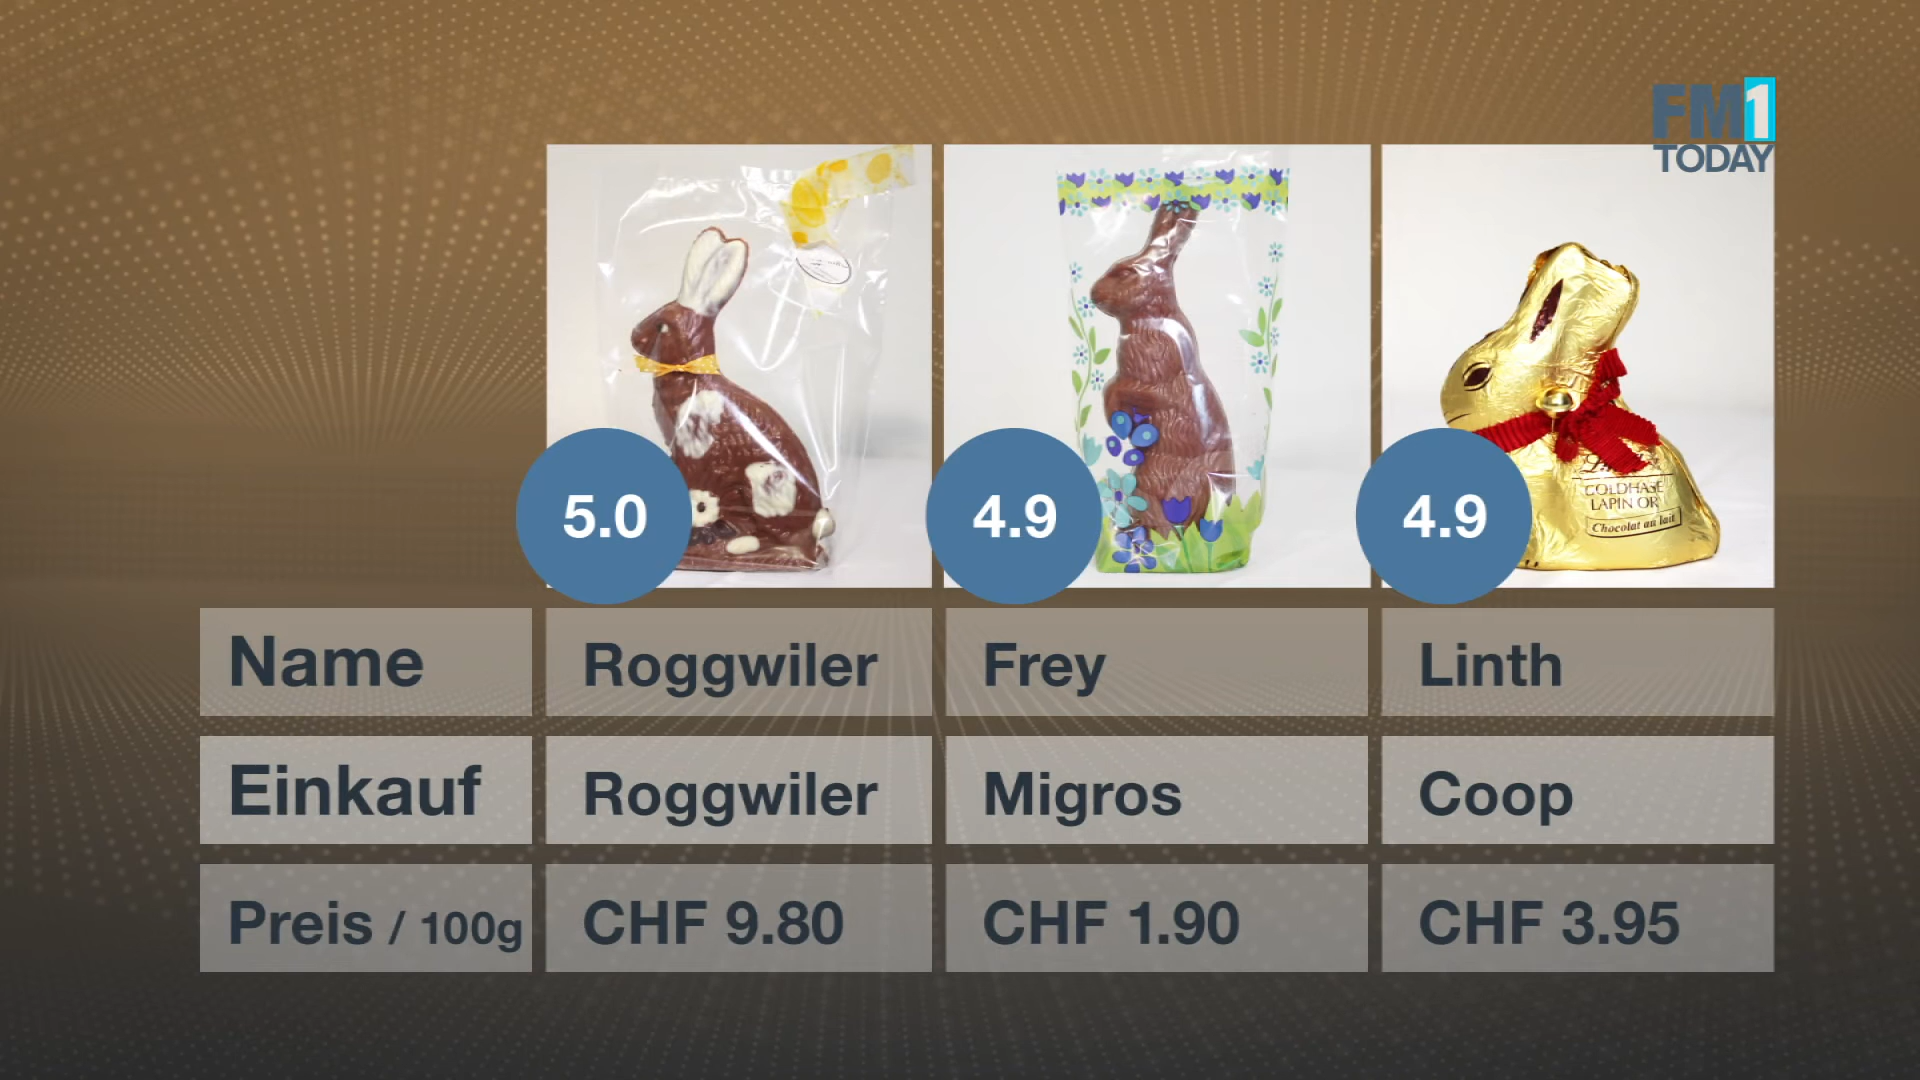 FM1
TODAY
5.0
4.9
4.9
GOLDHASE
LAPIN OR
Chocolat au lait
Name
Roggwiler
Frey
Linth
Einkauf
Roggwiler
Migros
Coop
Preis / 100g
CHF 9.80
CHF 1.90
CHF 3.95